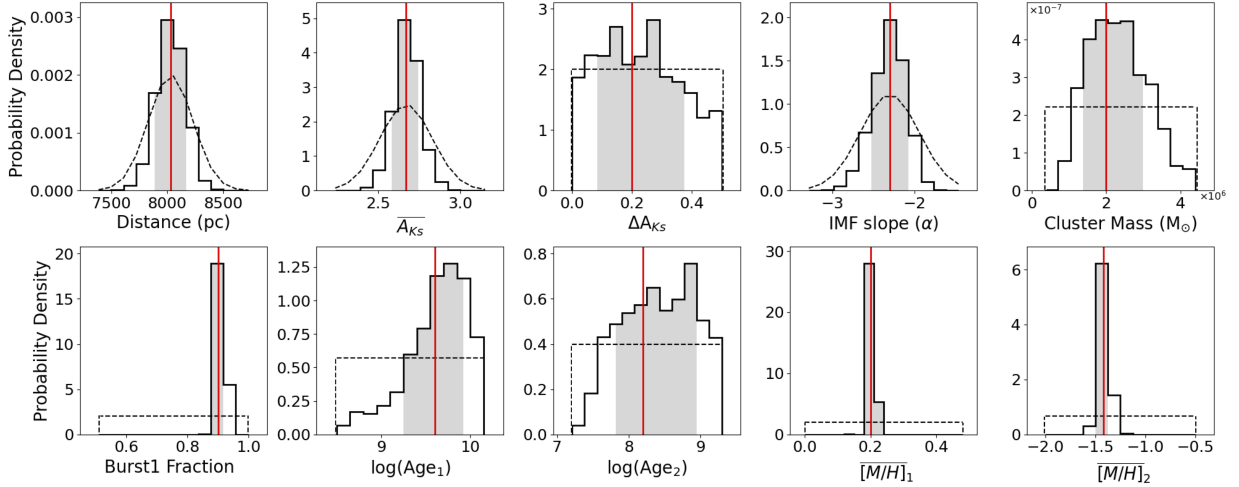 Probability Density
0.003
0.002
0.001
0.000
7500 8000 8500
Distance (pc)
5
4
3
2
1
0
2.5 3.0
A_Ks
3
2
1
0
0.0 0.2 0.4
ΔA_Ks
2.0
1.5
1.0
0.5
0.0
−3 −2
IMF slope (α)
×10⁻⁷
6
4
2
0
2 4
×10⁶
Cluster Mass (M⊙)
Probability Density
20
15
10
5
0
0.6 0.8 1.0
Burst1 Fraction
1.25
1.00
0.75
0.50
0.25
0.00
9 10
log(Age₁)
0.8
0.6
0.4
0.2
0.0
7 8 9
log(Age₂)
30
20
10
0
0.0 0.2 0.4
[M/H]₁
6
4
2
0
−2.0 −1.5 −1.0 −0.5
[M/H]₂